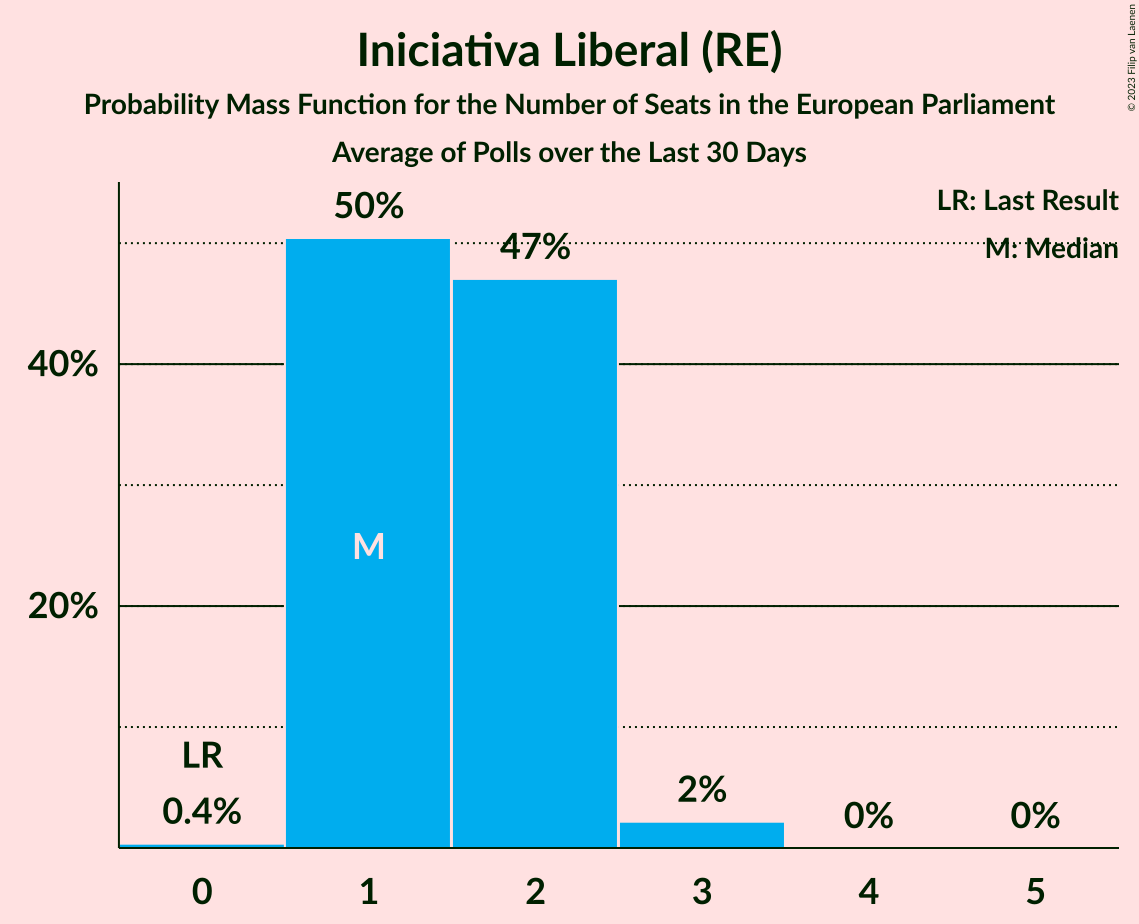 Iniciativa Liberal (RE)
Probability Mass Function for the Number of Seats in the European Parliament
Average of Polls over the Last 30 Days
© 2023 Filip van Laenen
LR: Last Result
M: Median
50%
47%
40%
M
20%
LR
0.4%
2%
0%
0%
0
1
2
3
4
5